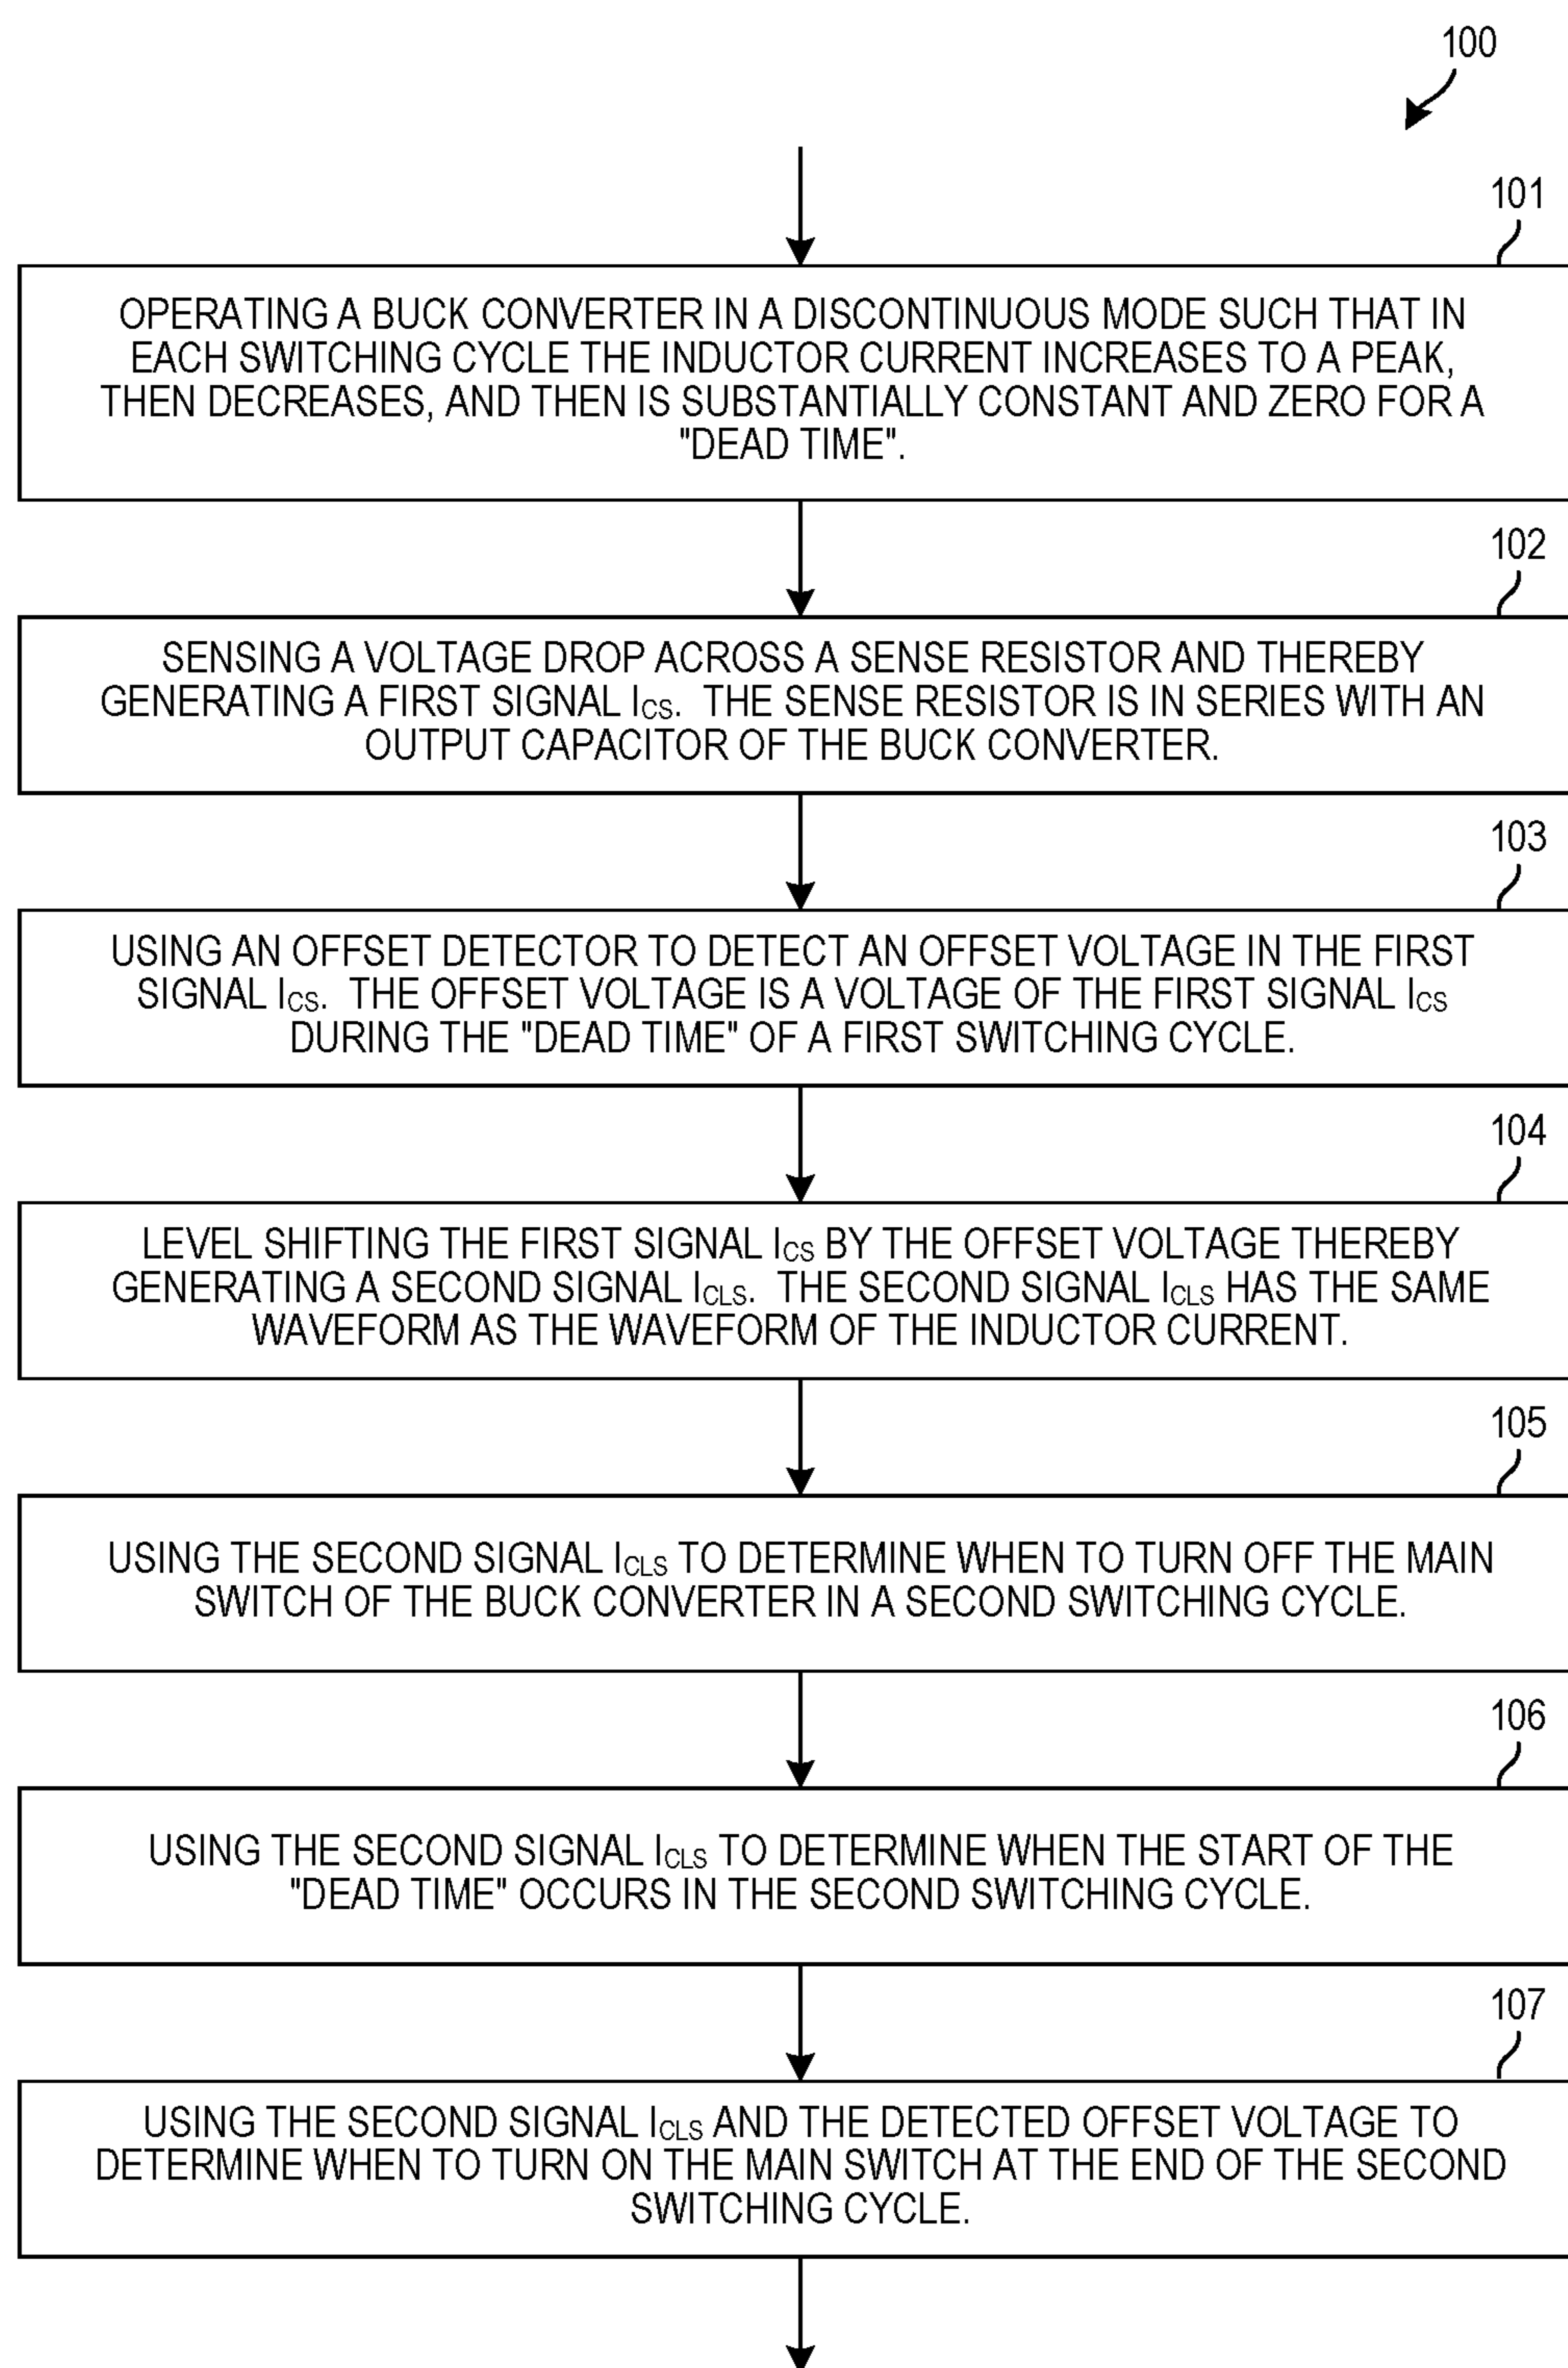 100
101
OPERATING A BUCK CONVERTER IN A DISCONTINUOUS MODE SUCH THAT IN
EACH SWITCHING CYCLE THE INDUCTOR CURRENT INCREASES TO A PEAK,
THEN DECREASES, AND THEN IS SUBSTANTIALLY CONSTANT AND ZERO FOR A
"DEAD TIME".
102
SENSING A VOLTAGE DROP ACROSS A SENSE RESISTOR AND THEREBY
GENERATING A FIRST SIGNAL ICS. THE SENSE RESISTOR IS IN SERIES WITH AN
OUTPUT CAPACITOR OF THE BUCK CONVERTER.
103
USING AN OFFSET DETECTOR TO DETECT AN OFFSET VOLTAGE IN THE FIRST
SIGNAL ICS. THE OFFSET VOLTAGE IS A VOLTAGE OF THE FIRST SIGNAL ICS
DURING THE "DEAD TIME" OF A FIRST SWITCHING CYCLE.
104
LEVEL SHIFTING THE FIRST SIGNAL ICS BY THE OFFSET VOLTAGE THEREBY
GENERATING A SECOND SIGNAL ICLS. THE SECOND SIGNAL ICLS HAS THE SAME
WAVEFORM AS THE WAVEFORM OF THE INDUCTOR CURRENT.
105
USING THE SECOND SIGNAL ICLS TO DETERMINE WHEN TO TURN OFF THE MAIN
SWITCH OF THE BUCK CONVERTER IN A SECOND SWITCHING CYCLE.
106
USING THE SECOND SIGNAL ICLS TO DETERMINE WHEN THE START OF THE
"DEAD TIME" OCCURS IN THE SECOND SWITCHING CYCLE.
107
USING THE SECOND SIGNAL ICLS AND THE DETECTED OFFSET VOLTAGE TO
DETERMINE WHEN TO TURN ON THE MAIN SWITCH AT THE END OF THE SECOND
SWITCHING CYCLE.